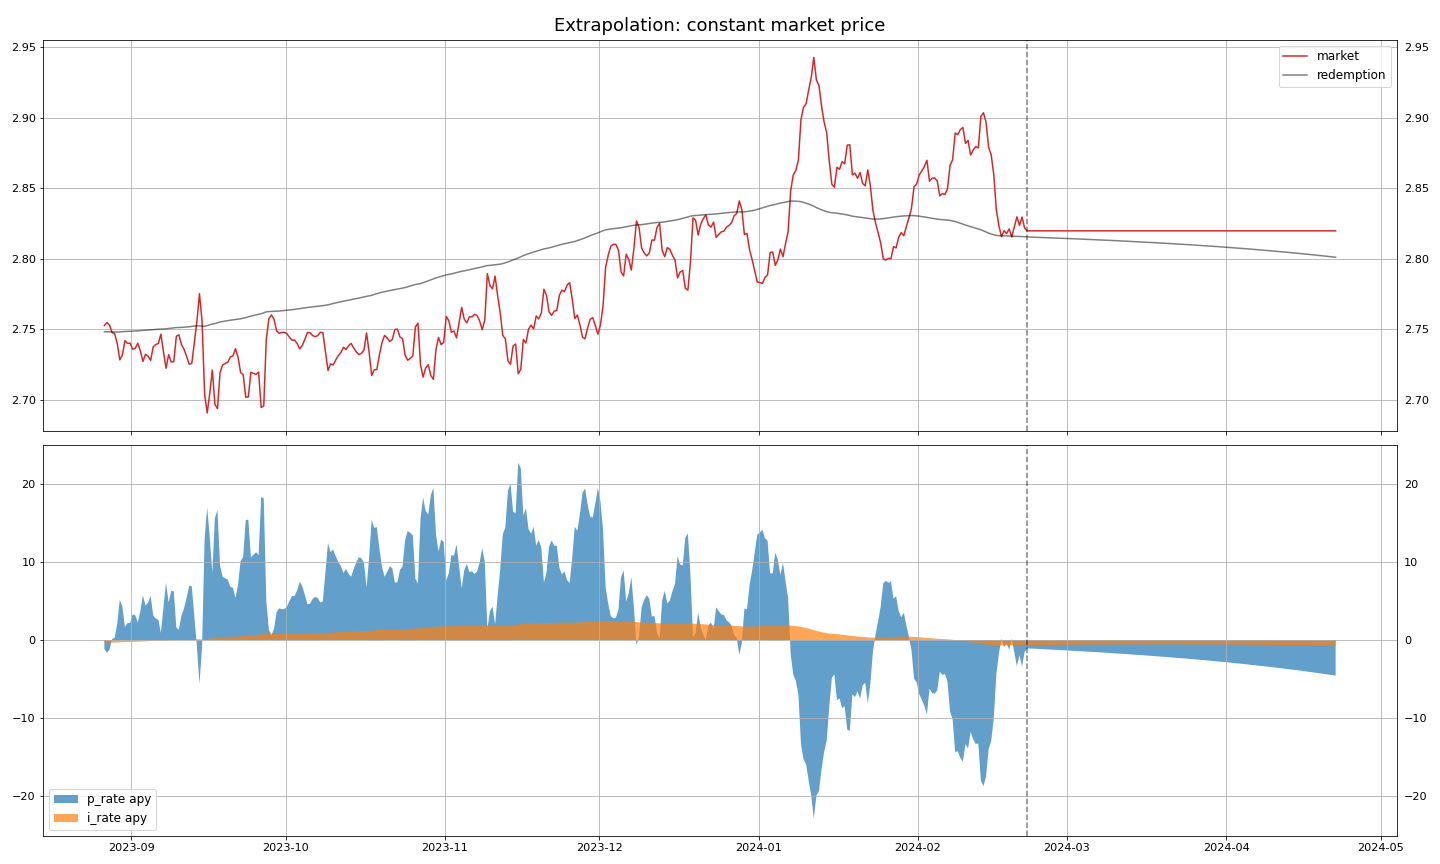 Extrapolation: constant market price
2.95 2.95
market
redemption
2.90 2.90
2.85 2.85
2.80 2.80
2.75 2.75
2.70 2.70
20 20
10 10
0 0
−10 −10
−20 −20
p_rate apy
i_rate apy
2023-09 2023-10 2023-11 2023-12 2024-01 2024-02 2024-03 2024-04 2024-05